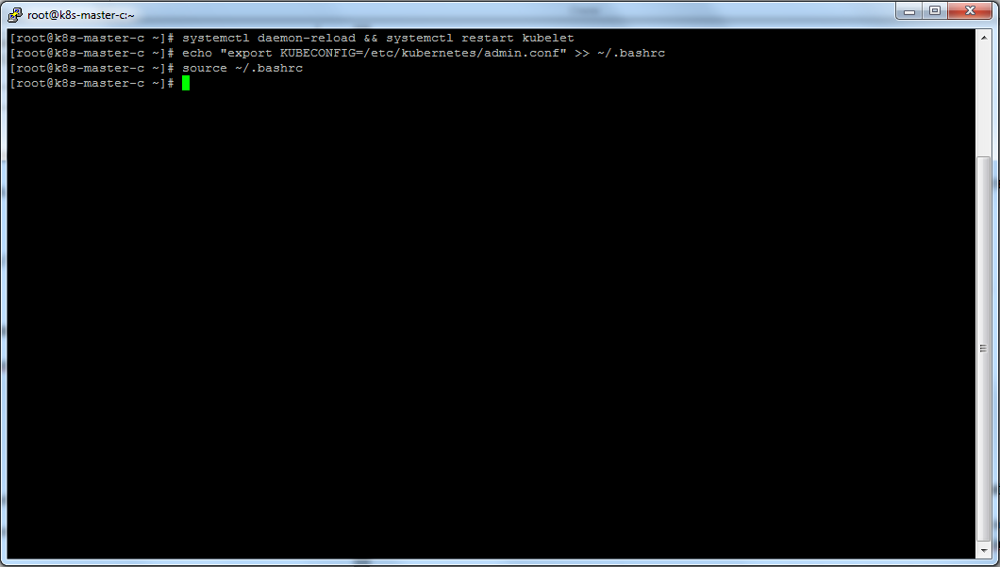 root@k8s-master-c:~
[root@k8s-master-c ~]# systemctl daemon-reload && systemctl restart kubelet
[root@k8s-master-c ~]# echo "export KUBECONFIG=/etc/kubernetes/admin.conf" >> ~/.bashrc
[root@k8s-master-c ~]# source ~/.bashrc
[root@k8s-master-c ~]#